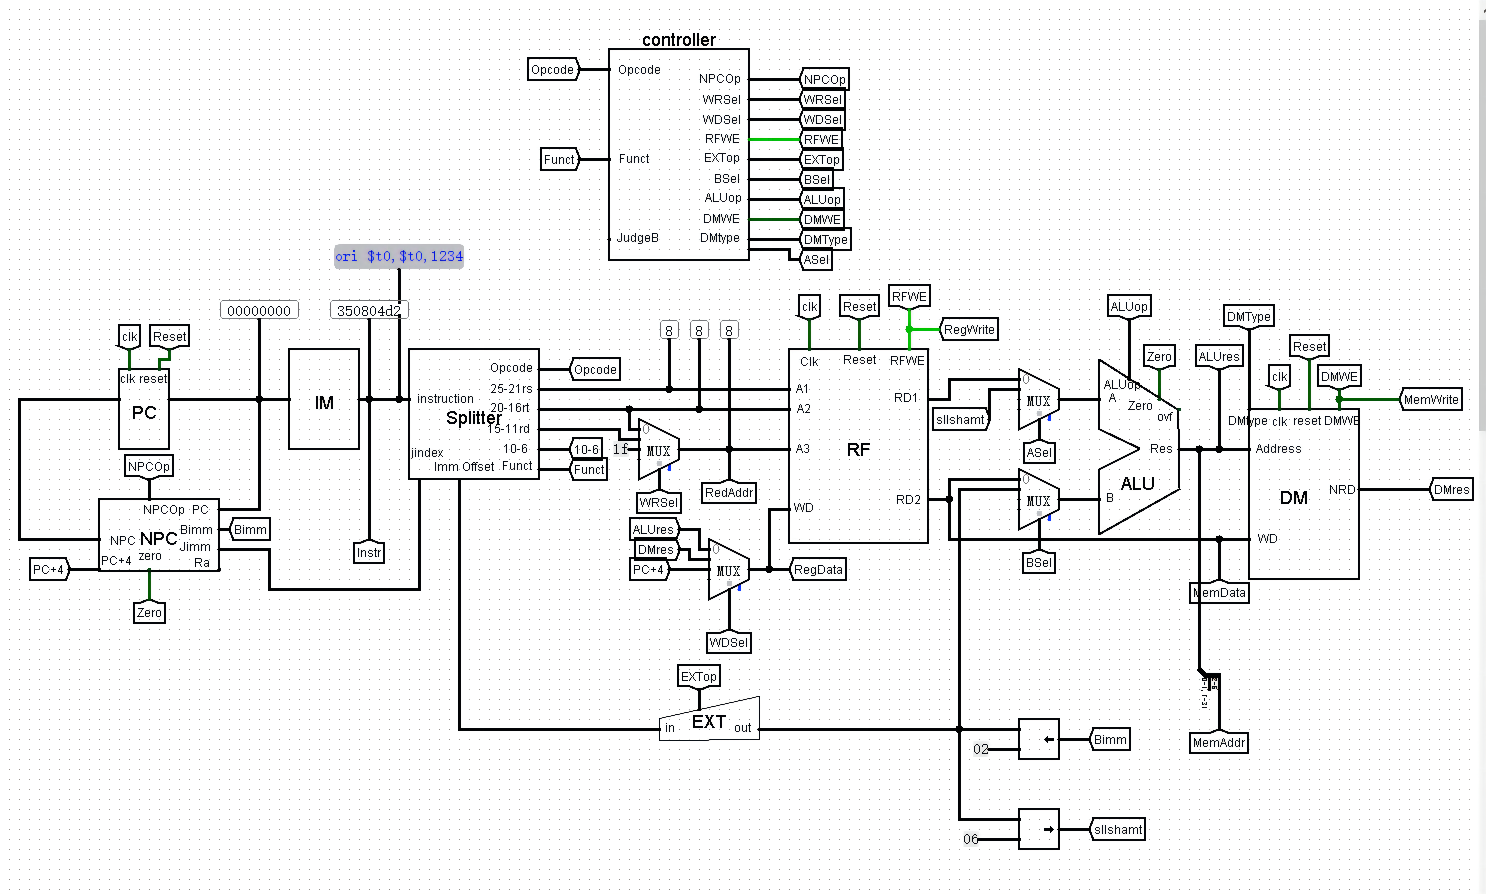 controller
Opcode
Opcode
NPCOp
NPCOp
WRSel
WRSel
WDSel
WDSel
RFWE
RFWE
Funct
Funct
EXTop
EXTop
BSel
BSel
ALUop
ALUop
DMWE
DMWE
JudgeB
DMtype
DMType
ASel
ori $t0,$t0,1234
00000000
350804d2
clk
Reset
clk reset
PC
IM
instruction
Splitter
Opcode
Opcode
25-21rs
20-16rt
15-11rd
10-6
10-6
jindex
Imm Offset
Funct
Funct
8
8
8
0
1f
MUX
WRSel
RedAddr
clk
Reset
RFWE
RegWrite
Clk
Reset
RFWE
A1
A2
A3
WD
RF
RD1
RD2
ALUres
DMres
PC+4
0
MUX
RegData
WDSel
sllshamt
0
MUX
ASel
0
MUX
BSel
ALUop
Zero
ALUres
ALUop
A
Zero
ovf
Res
ALU
B
DMType
Reset
clk
DMWE
MemWrite
DMType clk reset DMWE
Address
DM
NRD
DMres
WD
MemData
NPCOp
NPCOp PC
Bimm
Bimm
NPC
NPC
Jimm
PC+4
PC+4
zero
Ra
Zero
Instr
EXTop
in
EXT
out
02
Bimm
MemAddr
06
sllshamt